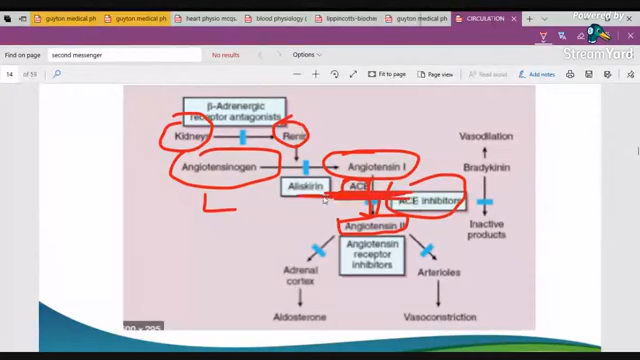 guyton medical ph
guyton medical ph
heart physio mcqs.
blood physiology (
lippincotts-bioche
guyton medical ph
CIRCULATION
Powered by
StreamYard
Find on page
second messenger
No results
Options
14 of 59
Fit to page
Page view
Read aloud
Add notes
β-Adrenergic
receptor antagonists
Kidneys
Renin
Vasodilation
Angiotensinogen
Angiotensin I
Bradykinin
Aliskirin
ACE
ACE inhibitors
L
Angiotensin II
Inactive
products
Angiotensin
receptor
inhibitors
Adrenal
cortex
Arterioles
Aldosterone
Vasoconstriction
500 × 295